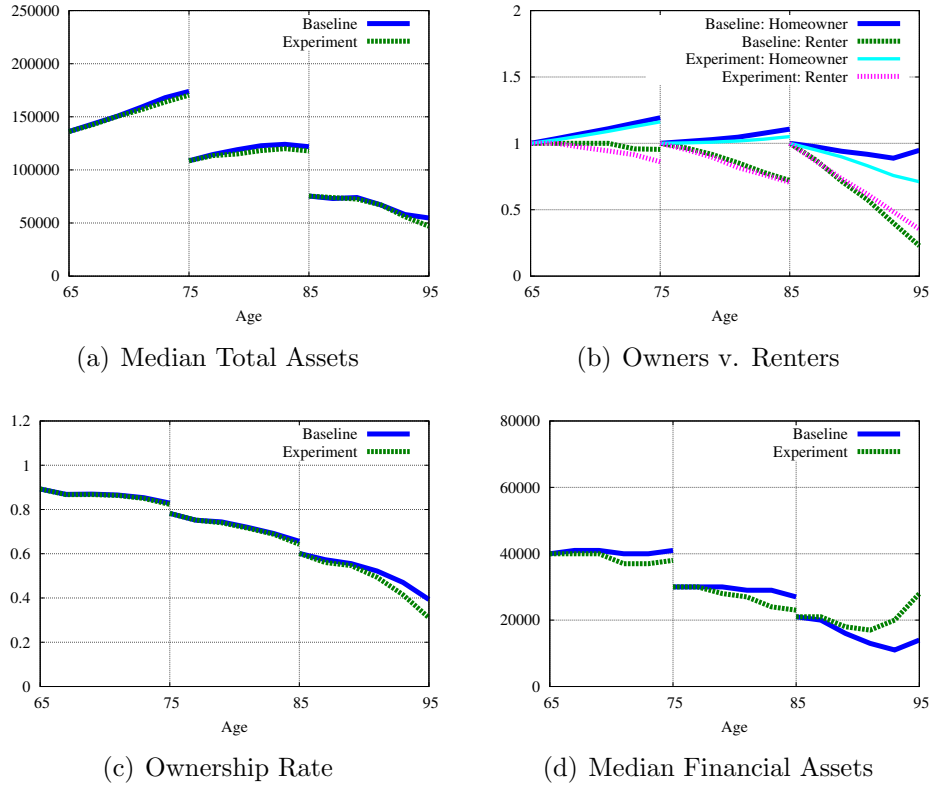 250000
200000
150000
100000
50000
0
65 75 85 95
Age
Baseline
Experiment
(a) Median Total Assets
2
1.5
1
0.5
0
65 75 85 95
Age
Baseline: Homeowner
Baseline: Renter
Experiment: Homeowner
Experiment: Renter
(b) Owners v. Renters
1.2
1
0.8
0.6
0.4
0.2
0
65 75 85 95
Age
Baseline
Experiment
(c) Ownership Rate
80000
60000
40000
20000
0
65 75 85 95
Age
Baseline
Experiment
(d) Median Financial Assets